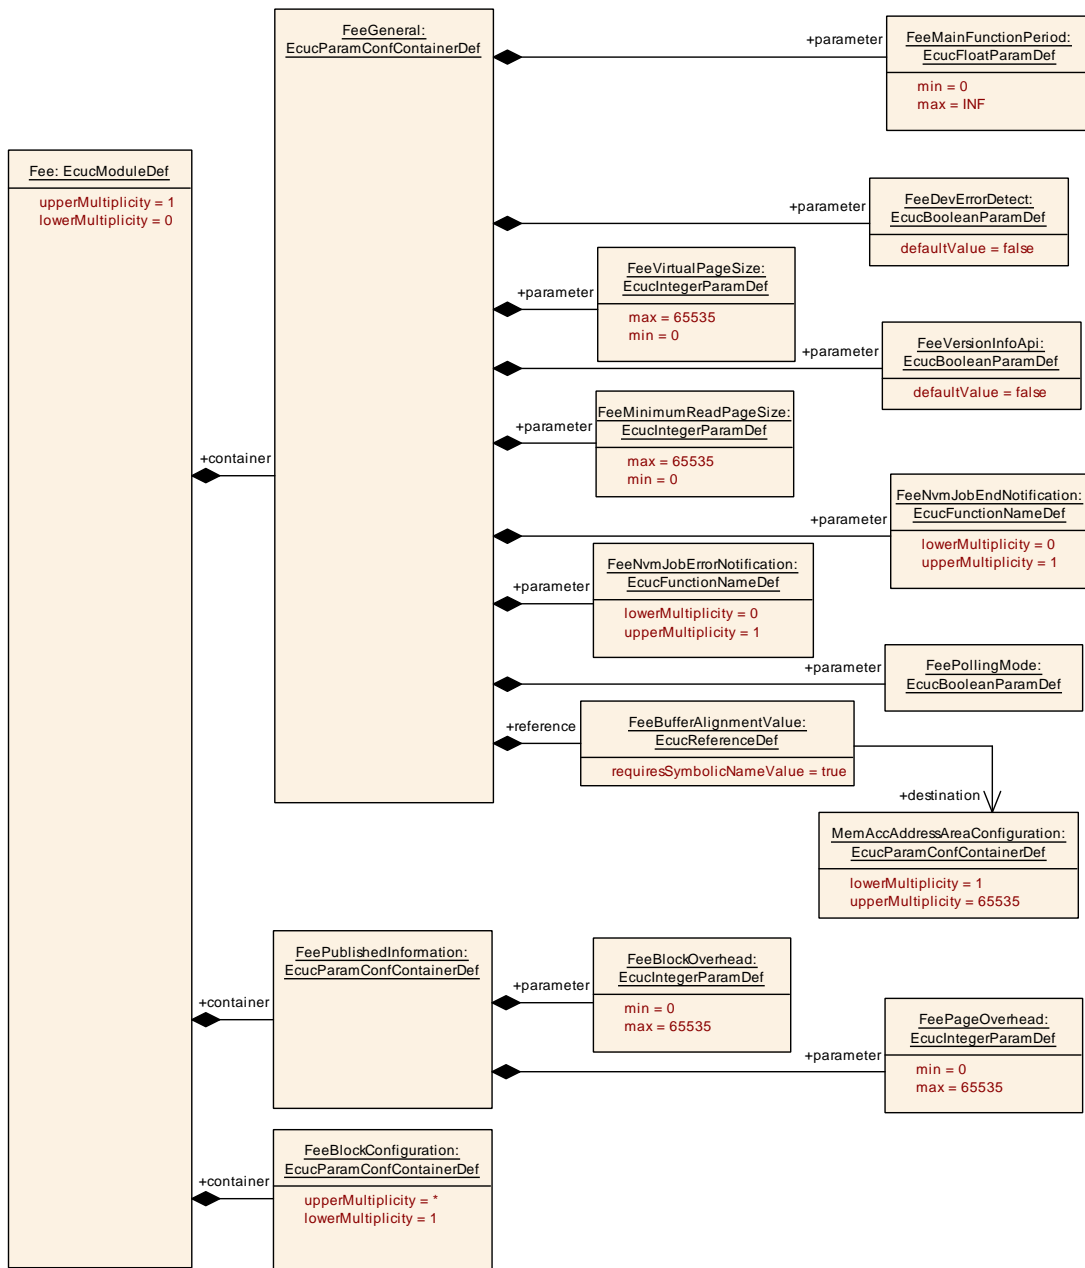 FeeGeneral:
EcucParamConfContainerDef
+parameter
FeeMainFunctionPeriod:
EcucFloatParamDef
min = 0
max = INF
Fee: EcucModuleDef
upperMultiplicity = 1
lowerMultiplicity = 0
+parameter
FeeDevErrorDetect:
EcucBooleanParamDef
defaultValue = false
+parameter
FeeVirtualPageSize:
EcucIntegerParamDef
max = 65535
min = 0
+parameter
FeeVersionInfoApi:
EcucBooleanParamDef
defaultValue = false
+parameter
FeeMinimumReadPageSize:
EcucIntegerParamDef
max = 65535
min = 0
+container
+parameter
FeeNvmJobEndNotification:
EcucFunctionNameDef
lowerMultiplicity = 0
upperMultiplicity = 1
+parameter
FeeNvmJobErrorNotification:
EcucFunctionNameDef
lowerMultiplicity = 0
upperMultiplicity = 1
+parameter
FeePollingMode:
EcucBooleanParamDef
+reference
FeeBufferAlignmentValue:
EcucReferenceDef
requiresSymbolicNameValue = true
+destination
MemAccAddressAreaConfiguration:
EcucParamConfContainerDef
lowerMultiplicity = 1
upperMultiplicity = 65535
+container
FeePublishedInformation:
EcucParamConfContainerDef
+parameter
FeeBlockOverhead:
EcucIntegerParamDef
min = 0
max = 65535
+parameter
FeePageOverhead:
EcucIntegerParamDef
min = 0
max = 65535
+container
FeeBlockConfiguration:
EcucParamConfContainerDef
upperMultiplicity = *
lowerMultiplicity = 1